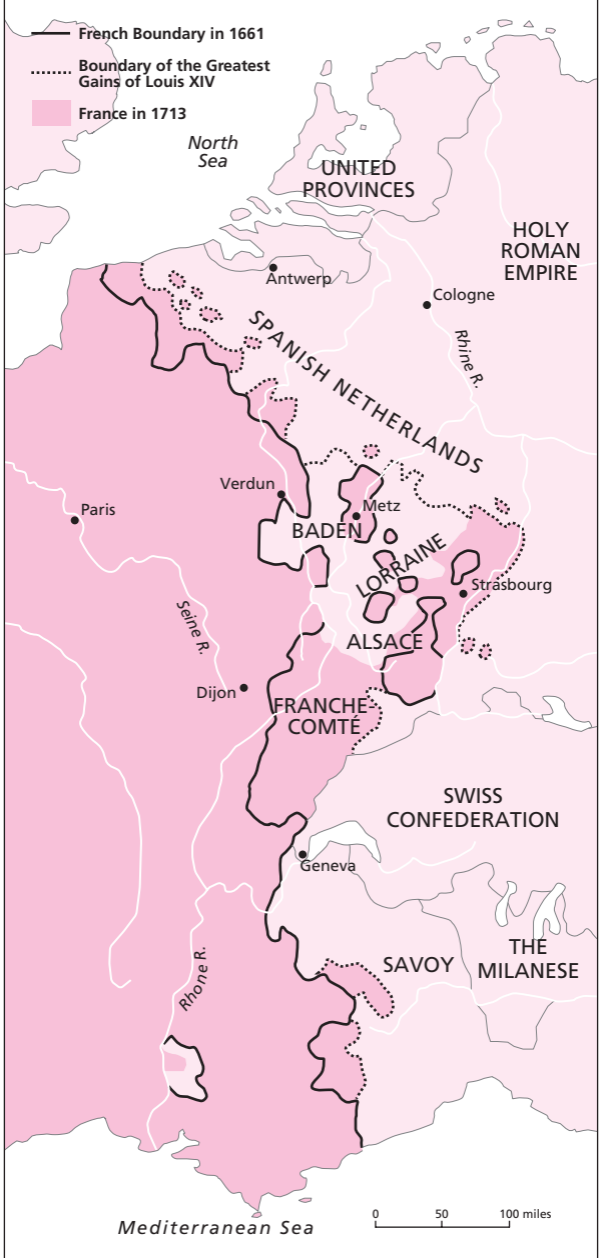 French Boundary in 1661
Boundary of the Greatest
Gains of Louis XIV
France in 1713
North
Sea
UNITED
PROVINCES
HOLY
ROMAN
EMPIRE
Antwerp
Cologne
Rhine R.
SPANISH NETHERLANDS
Verdun
Metz
Paris
BADEN
LORRAINE
Strasbourg
Seine R.
ALSACE
Dijon
FRANCHE-
COMTÉ
SWISS
CONFEDERATION
Geneva
SAVOY
THE
MILANESE
Rhone R.
0 50 100 miles
Mediterranean Sea